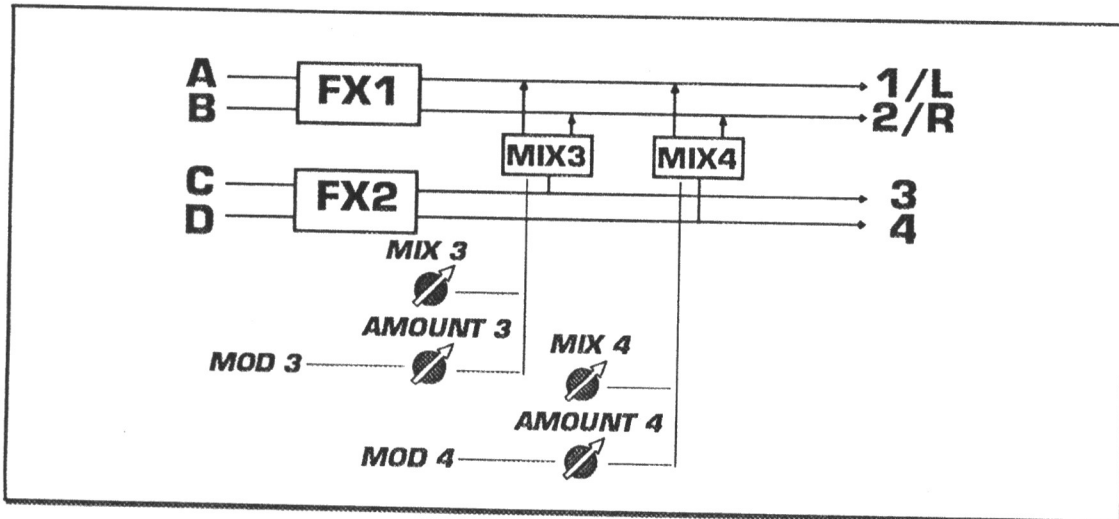 A
FX1
1/L
B
2/R
MIX3
MIX4
C
FX2
3
D
4
MIX 3
AMOUNT 3
MOD 3
MIX 4
AMOUNT 4
MOD 4